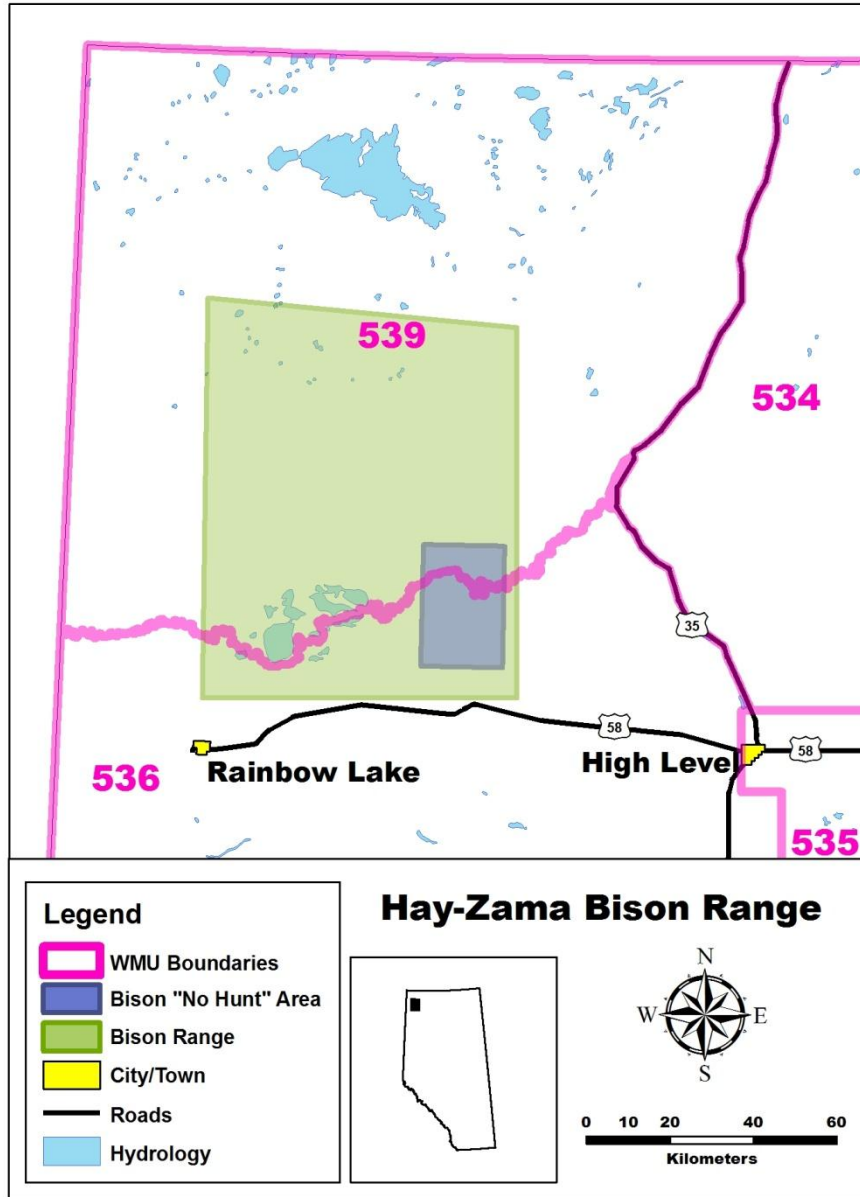 539
534
35
58
58
Rainbow Lake
High Level
536
535
Legend
WMU Boundaries
Bison "No Hunt" Area
Bison Range
City/Town
Roads
Hydrology
Hay-Zama Bison Range
N
W
E
S
0 10 20 40 60
Kilometers